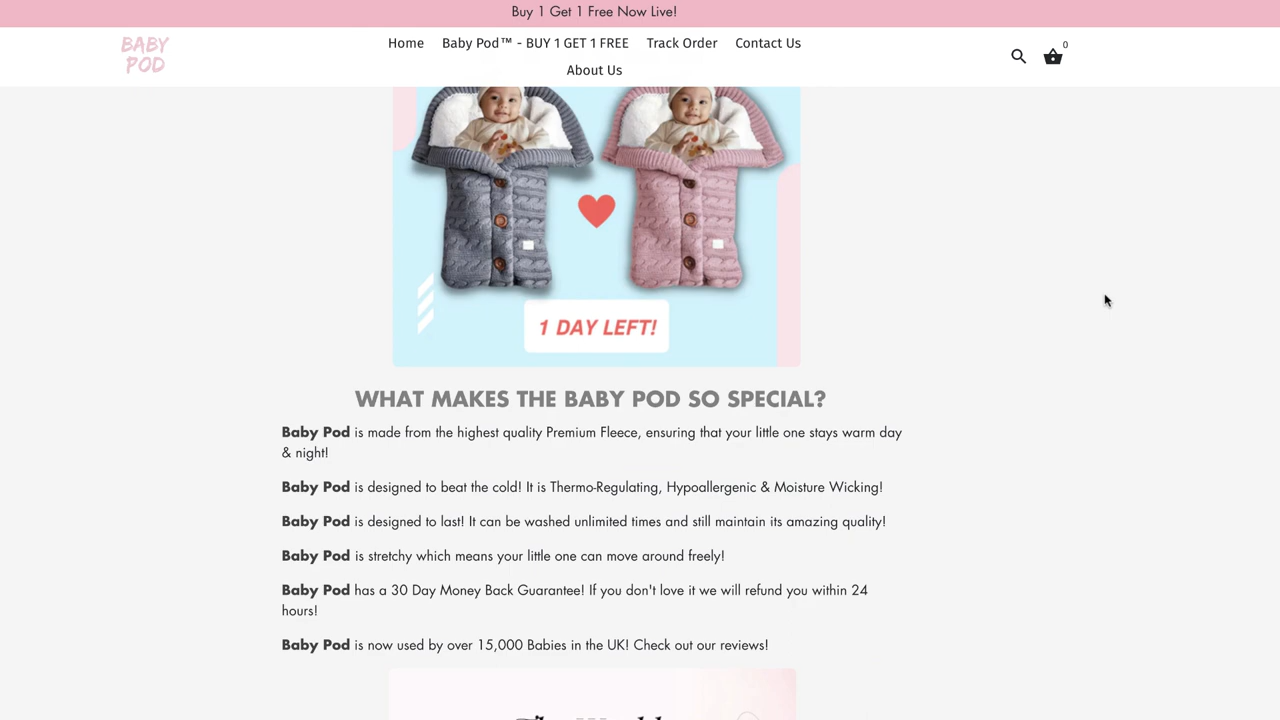 Buy 1 Get 1 Free Now Live!
BABY
POD
Home Baby Pod™ - BUY 1 GET 1 FREE Track Order Contact Us
About Us
0
1 DAY LEFT!
WHAT MAKES THE BABY POD SO SPECIAL?
Baby Pod is made from the highest quality Premium Fleece, ensuring that your little one stays warm day
& night!
Baby Pod is designed to beat the cold! It is Thermo-Regulating, Hypoallergenic & Moisture Wicking!
Baby Pod is designed to last! It can be washed unlimited times and still maintain its amazing quality!
Baby Pod is stretchy which means your little one can move around freely!
Baby Pod has a 30 Day Money Back Guarantee! If you don't love it we will refund you within 24
hours!
Baby Pod is now used by over 15,000 Babies in the UK! Check out our reviews!